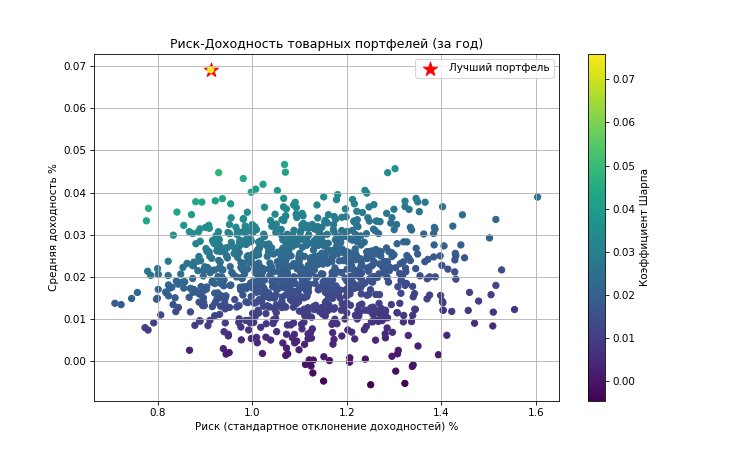 Риск-Доходность товарных портфелей (за год)
Лучший портфель
Средняя доходность %
0.07
0.06
0.05
0.04
0.03
0.02
0.01
0.00
0.8 1.0 1.2 1.4 1.6
Риск (стандартное отклонение доходностей) %
0.07
0.06
0.05
0.04
0.03
0.02
0.01
0.00
Коэффициент Шарпа